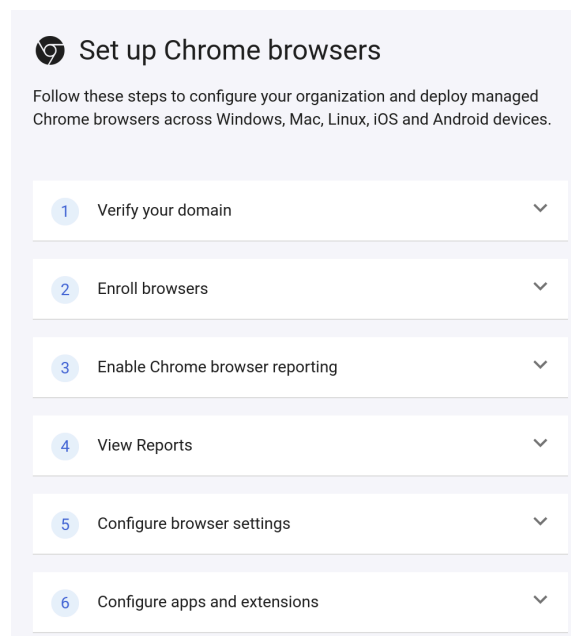 Set up Chrome browsers
Follow these steps to configure your organization and deploy managed
Chrome browsers across Windows, Mac, Linux, iOS and Android devices.
1 Verify your domain
2 Enroll browsers
3 Enable Chrome browser reporting
4 View Reports
5 Configure browser settings
6 Configure apps and extensions